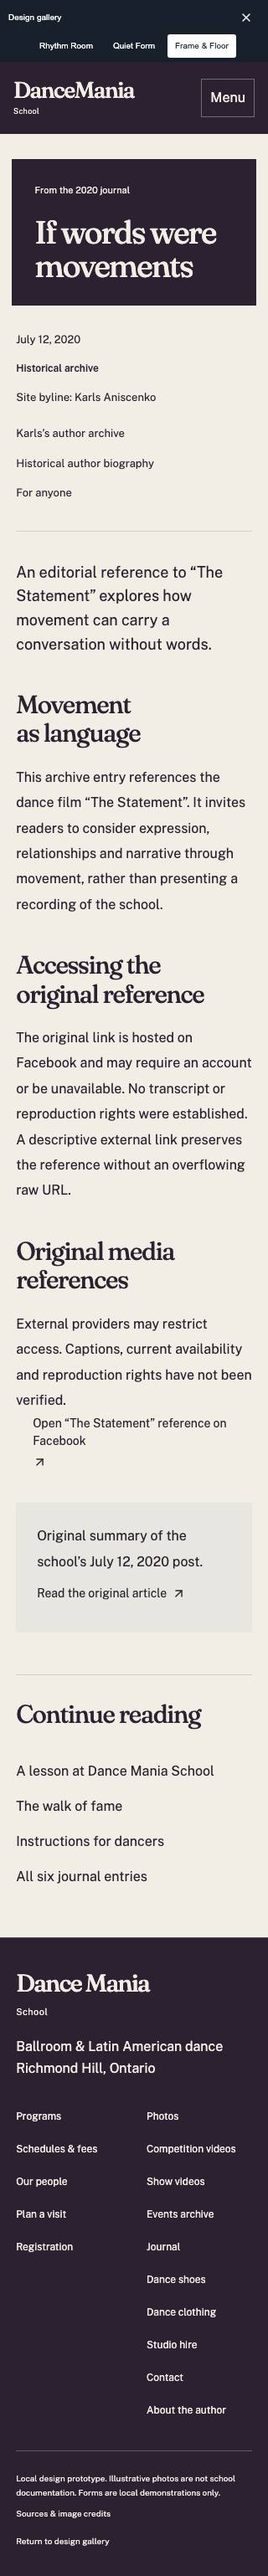 Design gallery
Rhythm Room Quiet Form Frame & Floor
DanceMania
School
Menu
From the 2020 journal
If words were
movements
July 12, 2020
Historical archive
Site byline: Karls Aniscenko
Karls's author archive
Historical author biography
For anyone
An editorial reference to “The
Statement” explores how
movement can carry a
conversation without words.
Movement
as language
This archive entry references the
dance film “The Statement”. It invites
readers to consider expression,
relationships and narrative through
movement, rather than presenting a
recording of the school.
Accessing the
original reference
The original link is hosted on
Facebook and may require an account
or be unavailable. No transcript or
reproduction rights were established.
A descriptive external link preserves
the reference without an overflowing
raw URL.
Original media
references
External providers may restrict
access. Captions, current availability
and reproduction rights have not been
verified.
Open “The Statement” reference on
Facebook
Original summary of the
school's July 12, 2020 post.
Read the original article
Continue reading
A lesson at Dance Mania School
The walk of fame
Instructions for dancers
All six journal entries
Dance Mania
School
Ballroom & Latin American dance
Richmond Hill, Ontario
Programs
Schedules & fees
Our people
Plan a visit
Registration
Photos
Competition videos
Show videos
Events archive
Journal
Dance shoes
Dance clothing
Studio hire
Contact
About the author
Local design prototype. Illustrative photos are not school
documentation. Forms are local demonstrations only.
Sources & image credits
Return to design gallery